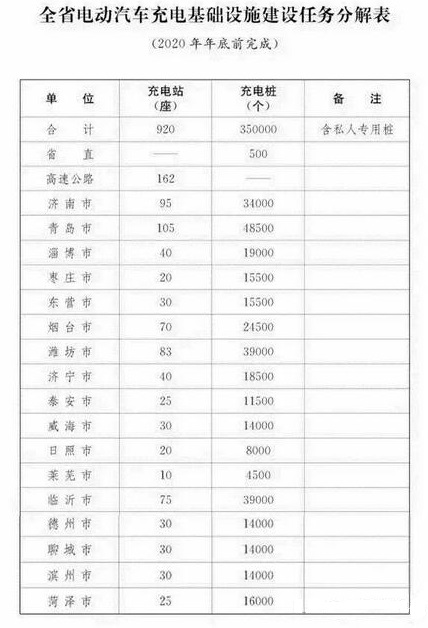 全省电动汽车充电基础设施建设任务分解表
(2020年年底前完成)
单 位 充电站(座) 充电桩(个) 备 注
合 计 920 350000 含私人专用桩
省 直 —— 500
高速公路 162 ——
济南市 95 34000
青岛市 105 48500
淄博市 40 19000
枣庄市 20 15500
东营市 30 15500
烟台市 70 24500
潍坊市 83 39000
济宁市 40 18500
泰安市 25 11500
威海市 30 14000
日照市 20 8000
莱芜市 10 4500
临沂市 75 39000
德州市 30 14000
聊城市 30 14000
滨州市 30 14000
菏泽市 25 16000